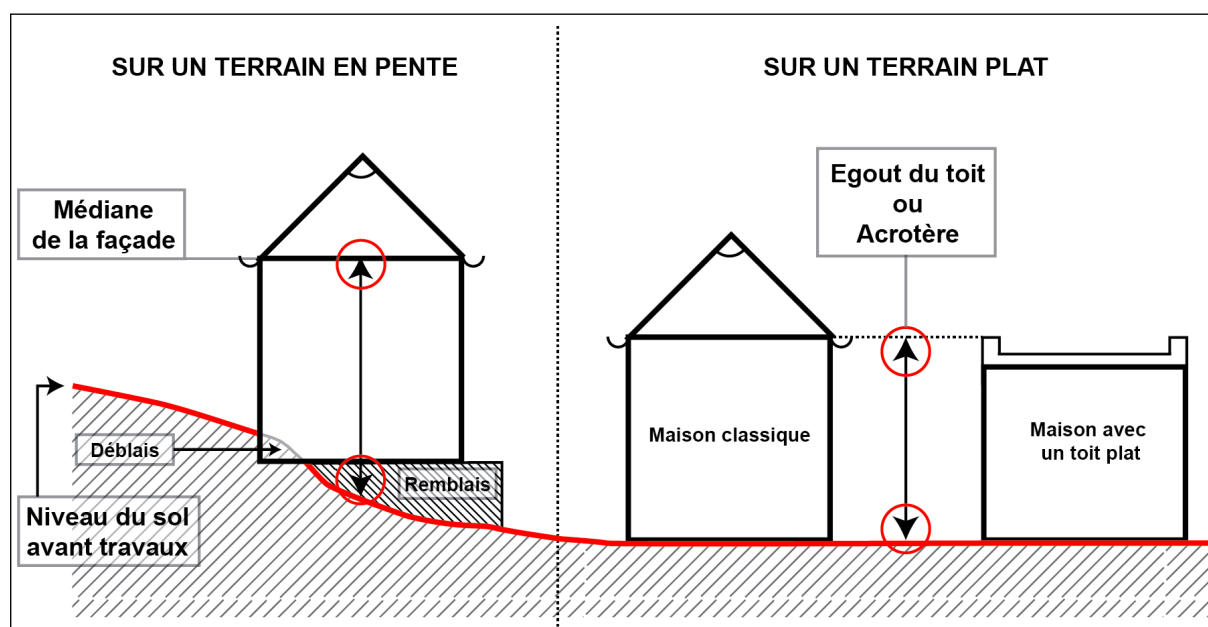 SUR UN TERRAIN EN PENTE
SUR UN TERRAIN PLAT
Médiane
de la façade
Egout du toit
ou
Acrotère
Déblais
Remblais
Niveau du sol
avant travaux
Maison classique
Maison avec
un toit plat